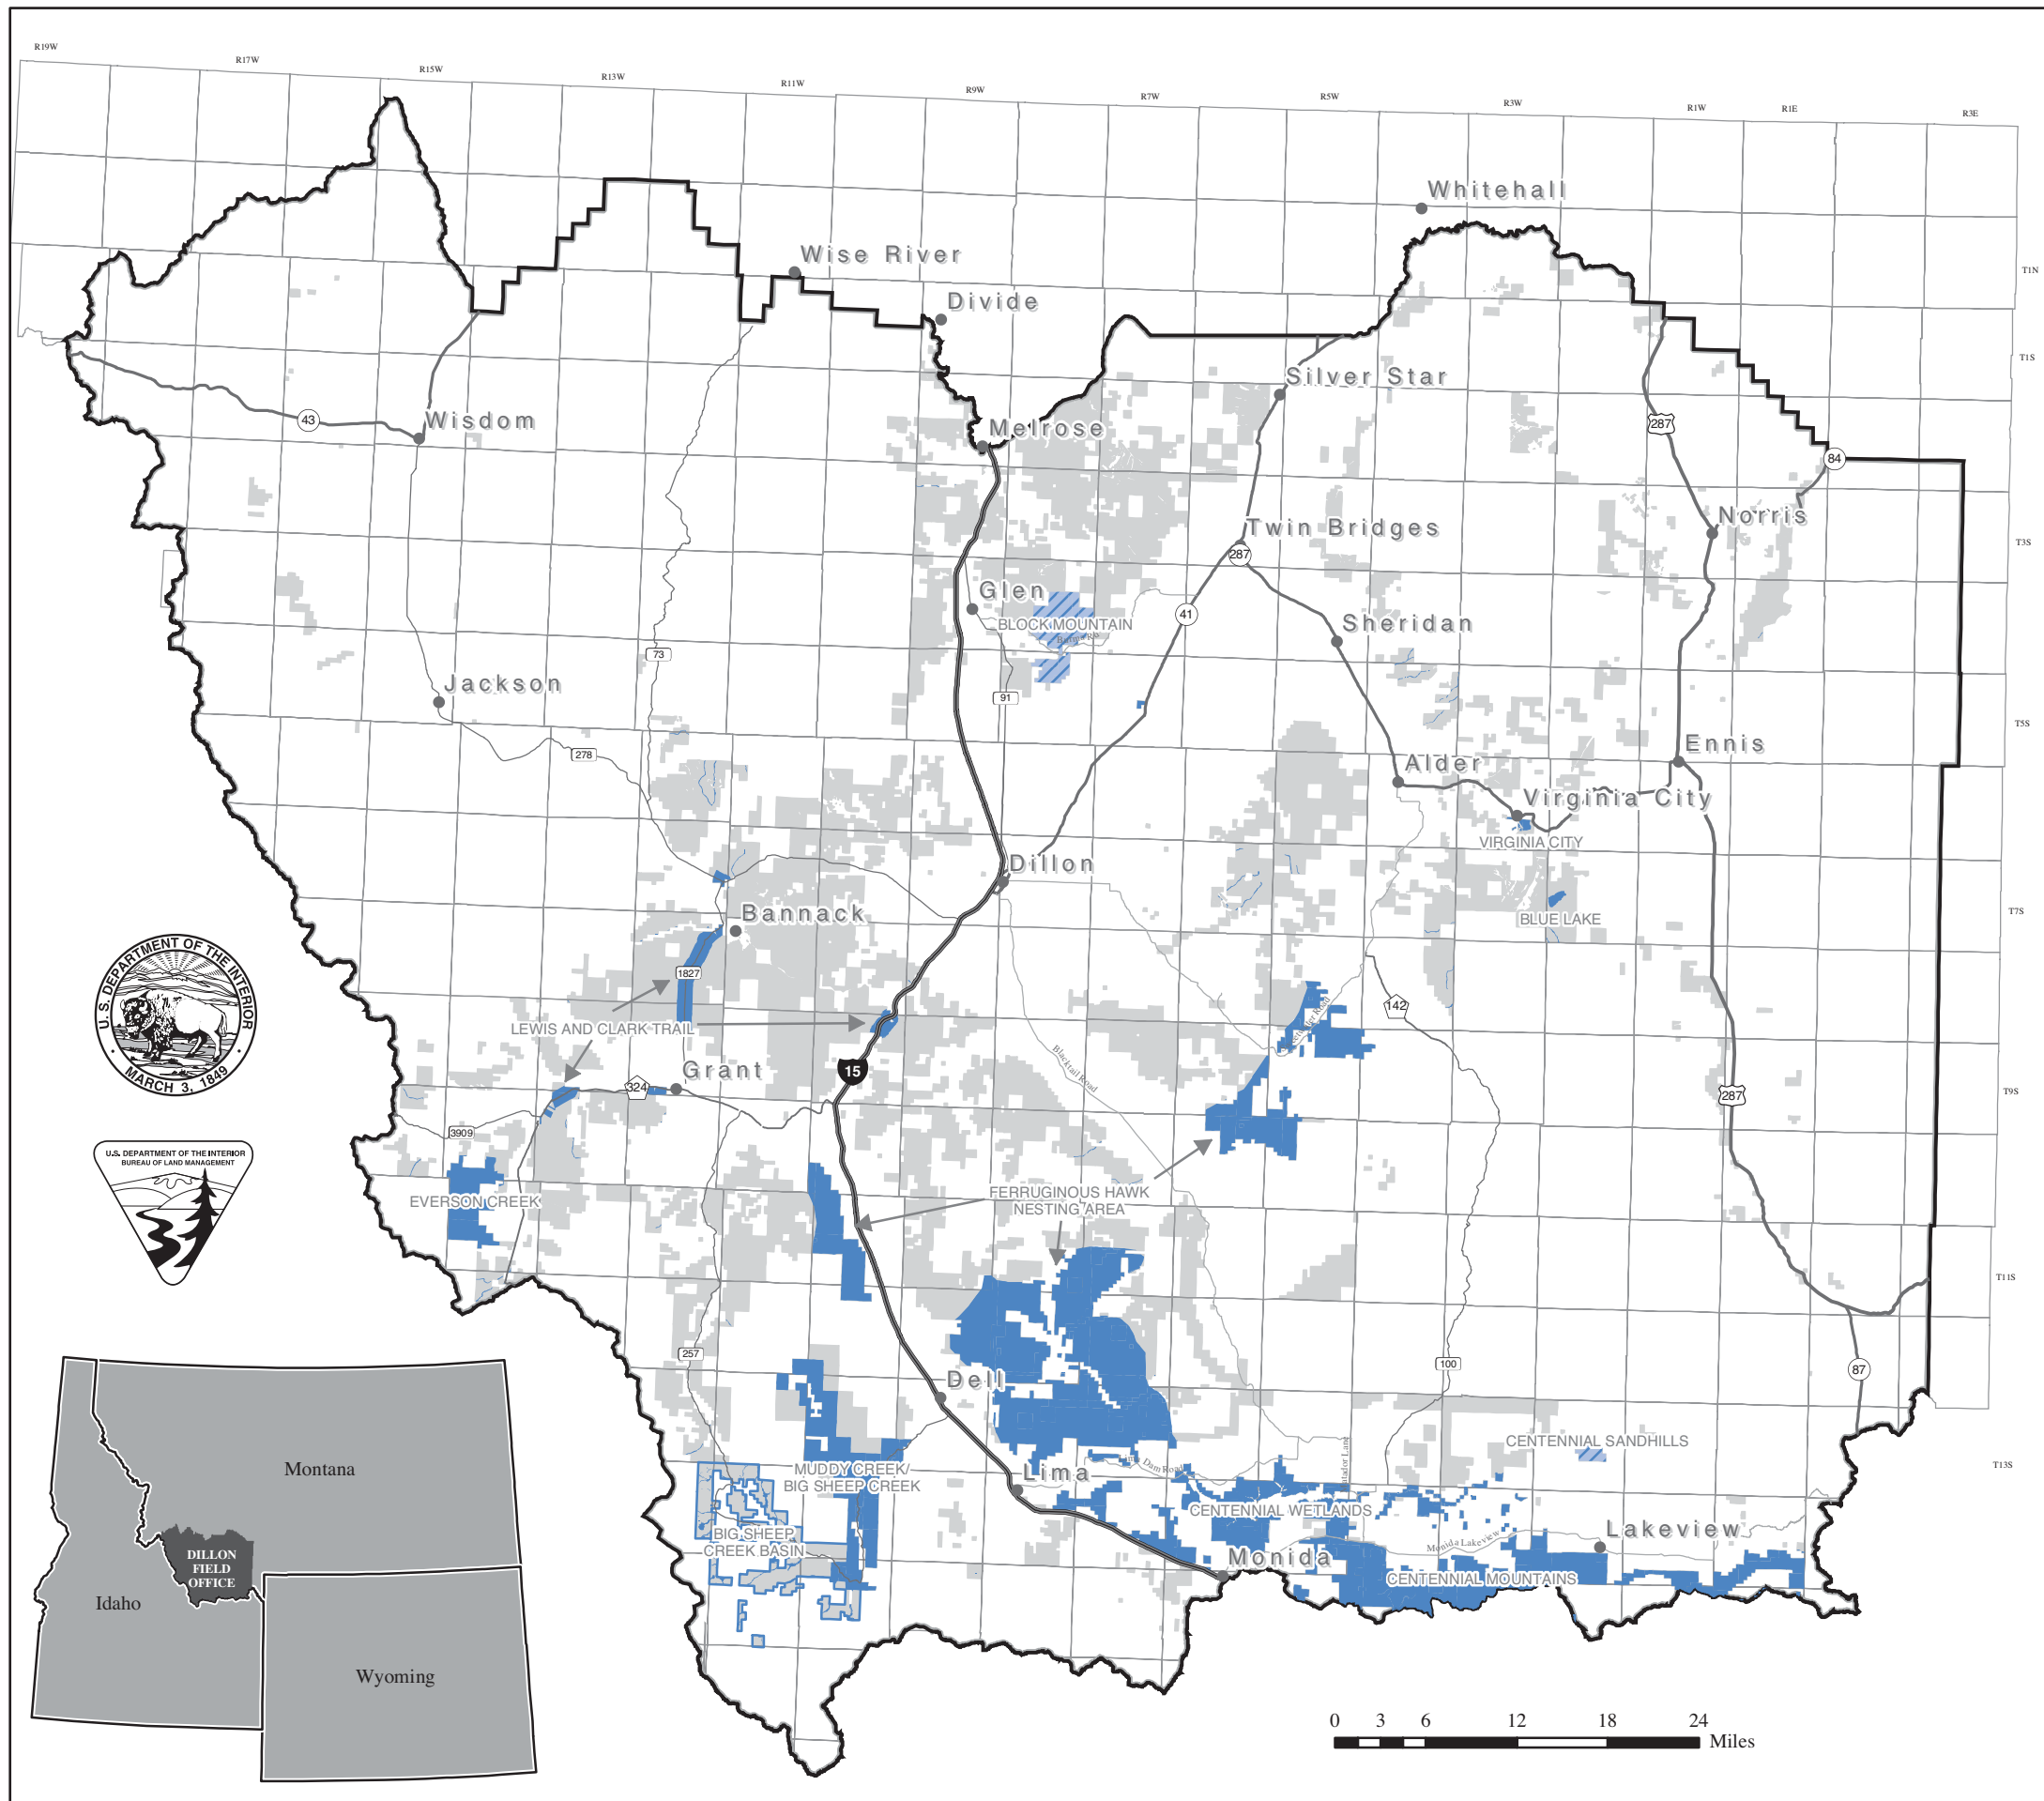 R19W
R17W
R15W
R13W
R11W
R9W
R7W
R5W
R3W
R1W
R1E
R3E
Whitehall
Wise River
T1N
Divide
T1S
Silver Star
43
Wisdom
Melrose
287
84
Norris
Twin Bridges
287
T3S
Glen
BLOCK MOUNTAIN
41
Sheridan
73
Jackson
91
T5S
278
Ennis
Alder
Virginia City
VIRGINIA CITY
Dillon
Bannack
BLUE LAKE
T7S
1827
LEWIS AND CLARK TRAIL
142
Blacktail Road
15
Grant
324
287
T9S
3909
EVERSON CREEK
FERRUGINOUS HAWK
NESTING AREA
T11S
257
100
87
Dell
CENTENNIAL SANDHILLS
T13S
MUDDY CREEK/
BIG SHEEP CREEK
Lima
Dam Road
CENTENNIAL WETLANDS
BIG SHEEP
CREEK BASIN
Monida Lakeview
Lakeview
Monida
CENTENNIAL MOUNTAINS
U.S. DEPARTMENT OF THE INTERIOR
MARCH 3, 1849
U.S. DEPARTMENT OF THE INTERIOR
BUREAU OF LAND MANAGEMENT
Montana
DILLON
FIELD
OFFICE
Idaho
Wyoming
0 3 6 12 18 24
Miles